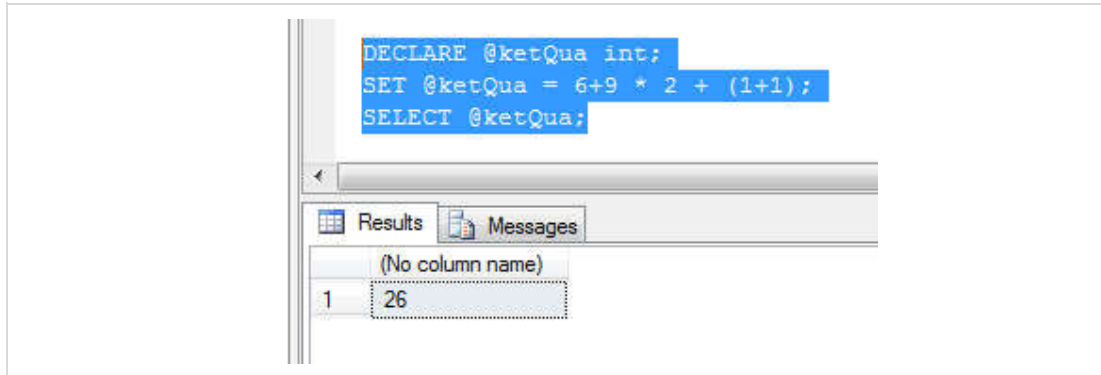 DECLARE @ketQua int;
SET @ketQua = 6+9 * 2 + (1+1);
SELECT @ketQua;
Results Messages
(No column name)
1 26